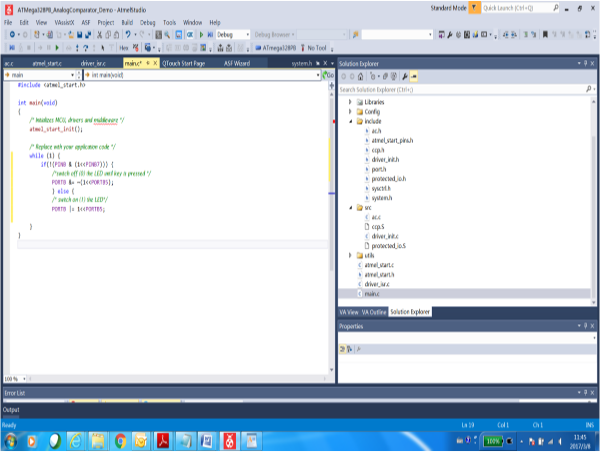 ATMega328PB_AnalogComparator_Demo - AtmelStudio
Standard Mode
Quick Launch (Ctrl+Q)
File Edit View VAssistX ASF Project Build Debug Tools Window Help
Debug
Debug Browser
Hex
ATmega328PB
No Tool
ac.c atmel_start.c driver_isr.c main.c* QTouch Start Page ASF Wizard system.h
main
int main(void)
Go
#include <atmel_start.h>
int main(void)
{
/* Initializes MCU, drivers and middleware */
atmel_start_init();
/* Replace with your application code */
while (1) {
if(!(PINB & (1<<PINB7))) {
/*switch off (0) the LED until key is pressed */
PORTB &= ~(1<<PORTB5);
} else {
/* switch on (1) the LED*/
PORTB |= 1<<PORTB5;
}
}
100 %
Solution Explorer
Search Solution Explorer (Ctrl+;)
Libraries
Config
include
ac.h
atmel_start_pins.h
ccp.h
driver_init.h
port.h
protected_io.h
sysctrl.h
system.h
src
ac.c
ccp.S
driver_init.c
protected_io.S
utils
atmel_start.c
atmel_start.h
driver_isr.c
main.c
VA View VA Outline Solution Explorer
Properties
Error List
Output
Ready
Ln 19
Col 1
Ch 1
INS
100%
11:45
2017/3/8